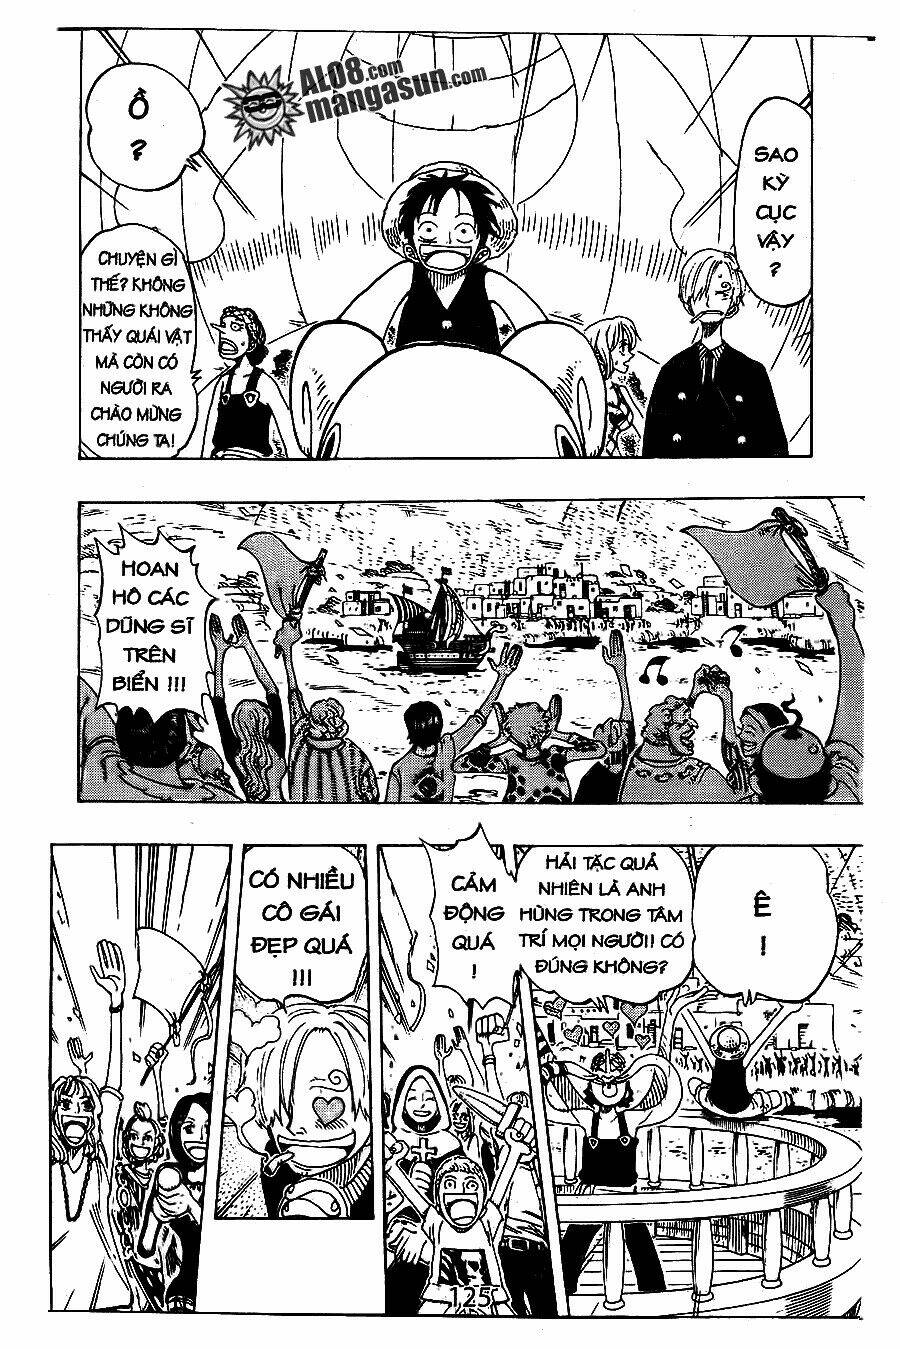 AL08.com
mangasun.com
Ồ
?
SAO
KỲ
CỤC
VẬY
?
CHUYỆN GÌ
THẾ? KHÔNG
NHỮNG KHÔNG
THẤY QUÁI VẬT
MÀ CÒN CÓ
NGƯỜI RA
CHÀO MỪNG
CHÚNG TA!
HOAN
HÔ CÁC
DŨNG SĨ
TRÊN
BIỂN !!!
CÓ NHIỀU
CÔ GÁI
ĐẸP QUÁ
!!!
CẢM
ĐỘNG
QUÁ
!
HẢI TẶC QUẢ
NHIÊN LÀ ANH
HÙNG TRONG TÂM
TRÍ MỌI NGƯỜI! CÓ
ĐÚNG KHÔNG?
Ê
!
125